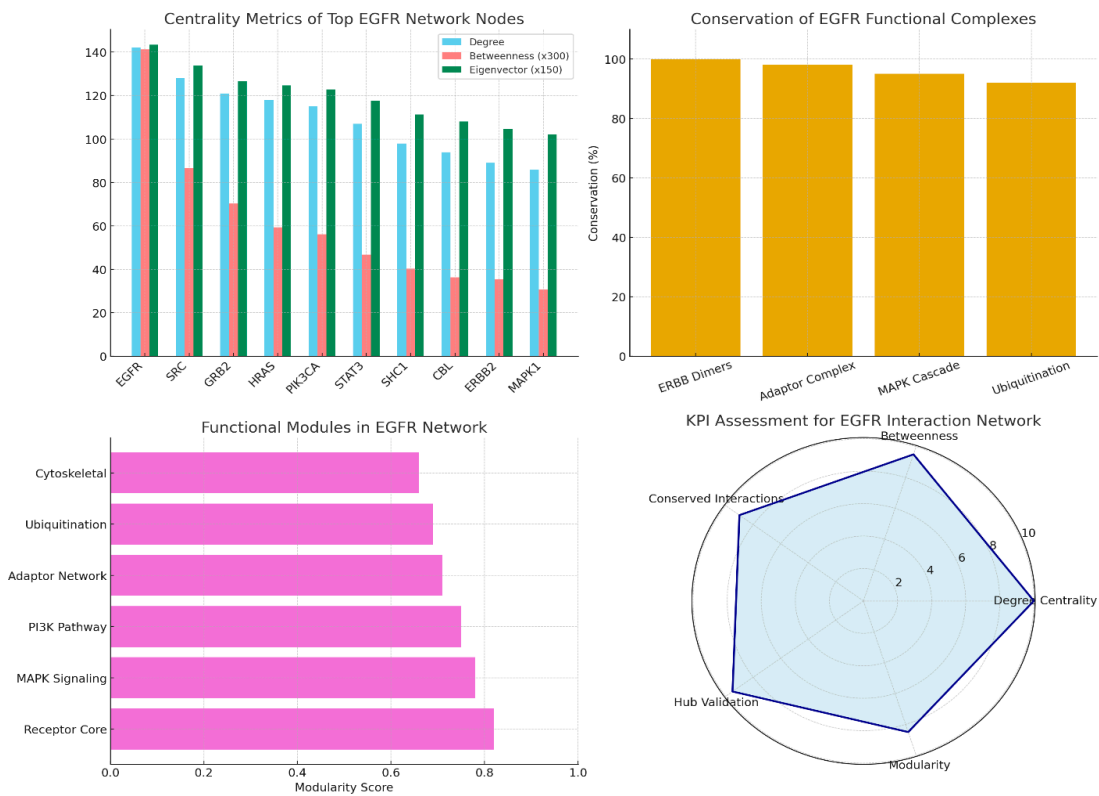 Centrality Metrics of Top EGFR Network Nodes
140
120
100
80
60
40
20
0
Degree
Betweenness (x300)
Eigenvector (x150)
EGFR
SRC
GRB2
HRAS
PIK3CA
STAT3
SHC1
CBL
ERBB2
MAPK1
Conservation of EGFR Functional Complexes
Conservation (%)
100
80
60
40
20
0
ERBB Dimers
Adaptor Complex
MAPK Cascade
Ubiquitination
Functional Modules in EGFR Network
Cytoskeletal
Ubiquitination
Adaptor Network
PI3K Pathway
MAPK Signaling
Receptor Core
0.0
0.2
0.4
0.6
0.8
1.0
Modularity Score
KPI Assessment for EGFR Interaction Network
Betweenness
Conserved Interactions
10
8
6
4
2
Degree Centrality
Hub Validation
Modularity